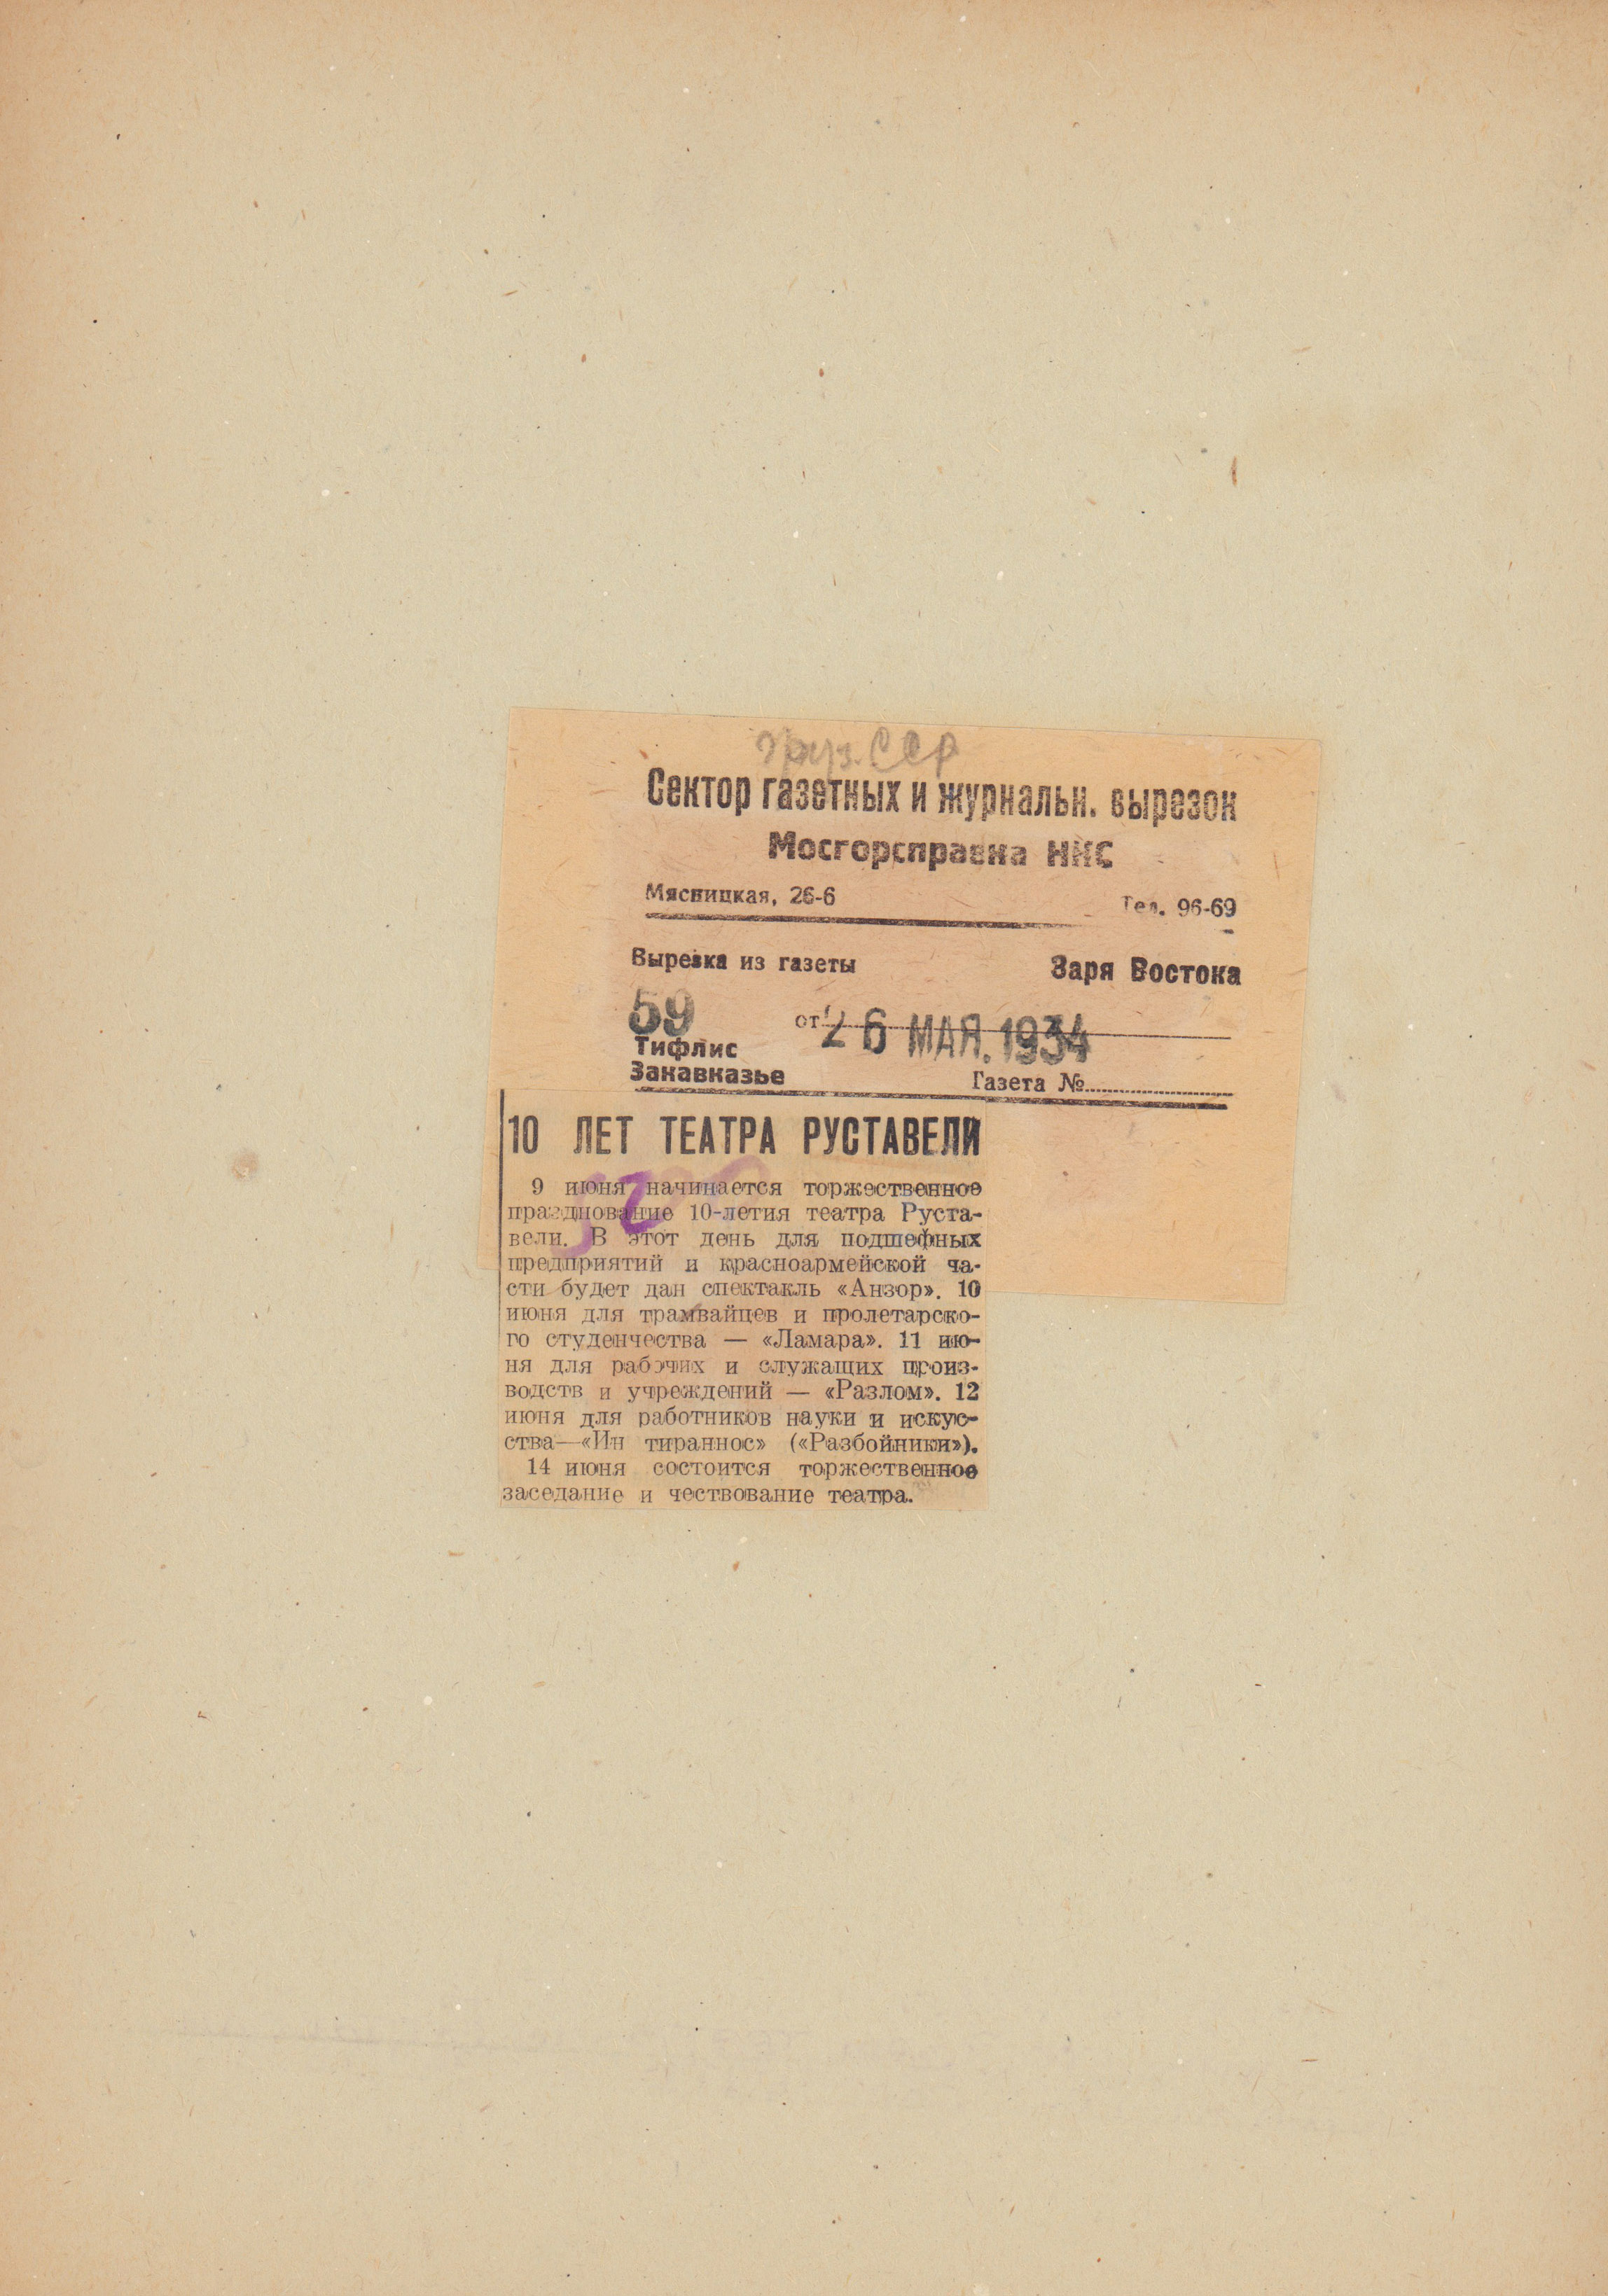 Груз. ССР
Сектор газетных и журнальн. вырезок
Мосгорсправка НКС
Мясницкая, 26-б
Тел. 96-69
Вырезка из газеты
Заря Востока
59
от 26 МАЯ. 1934
Тифлис
Закавказье
Газета №
10 ЛЕТ ТЕАТРА РУСТАВЕЛИ
9 июня начинается торжественное
празднование 10-летия театра Руста-
вели. В этот день для подшефных
предприятий и красноармейской ча-
сти будет дан спектакль «Анзор». 10
июня для трамвайцев и пролетарско-
го студенчества — «Ламара». 11 ию-
ня для рабочих и служащих произ-
водств и учреждений — «Разлом». 12
июня для работников науки и искус-
ства—«Ин тираннос» («Разбойники»).
14 июня состоится торжественное
заседание и чествование театра.